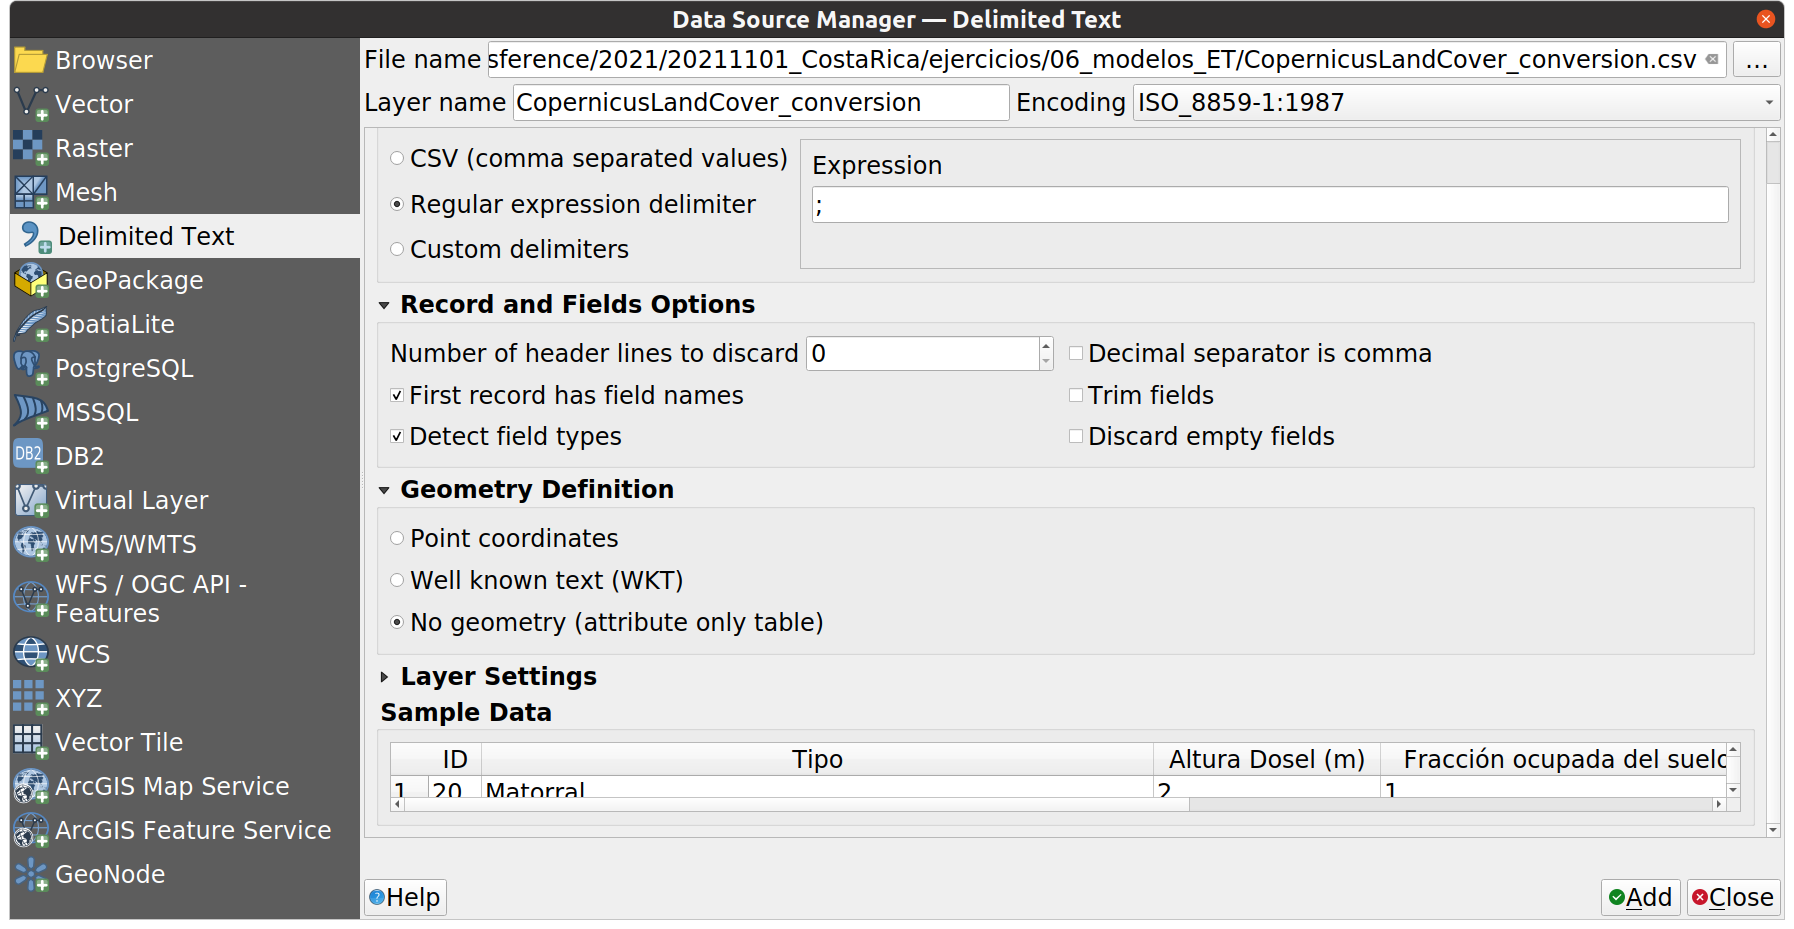 Data Source Manager — Delimited Text
Browser
Vector
Raster
Mesh
Delimited Text
GeoPackage
SpatiaLite
PostgreSQL
MSSQL
DB2
DB2
Virtual Layer
WMS/WMTS
WFS / OGC API -
Features
WCS
XYZ
Vector Tile
ArcGIS Map Service
ArcGIS Feature Service
GeoNode
File name sference/2021/20211101_CostaRica/ejercicios/06_modelos_ET/CopernicusLandCover_conversion.csv ...
Layer name CopernicusLandCover_conversion Encoding ISO_8859-1:1987
CSV (comma separated values)
Regular expression delimiter
Custom delimiters
Expression
;
Record and Fields Options
Number of header lines to discard 0 Decimal separator is comma
First record has field names Trim fields
Detect field types Discard empty fields
Geometry Definition
Point coordinates
Well known text (WKT)
No geometry (attribute only table)
Layer Settings
Sample Data
ID Tipo Altura Dosel (m) Fracción ocupada del suelo
1 20 Matorral 2 1
Help Add Close